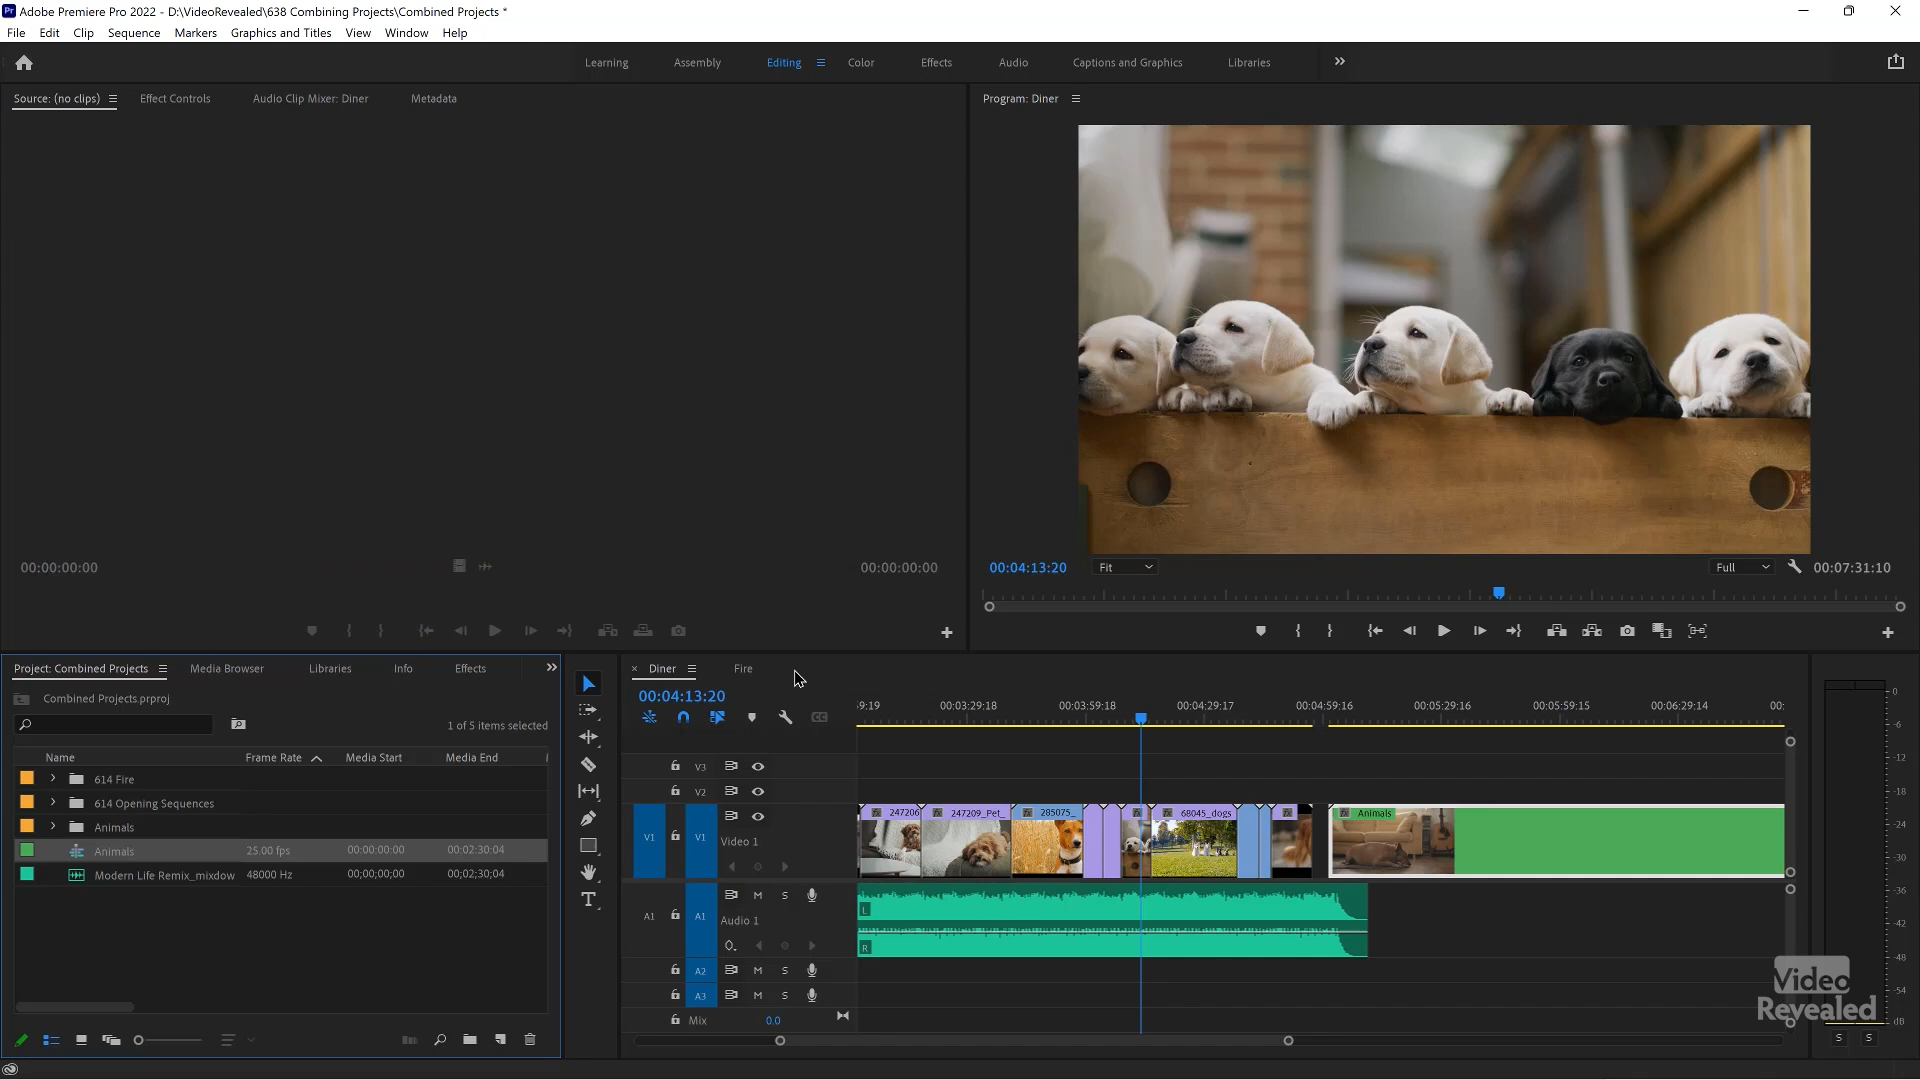 Pr Adobe Premiere Pro 2022 - D:\VideoRevealed\638 Combining Projects\Combined Projects *
File Edit Clip Sequence Markers Graphics and Titles View Window Help
Learning Assembly Editing Color Effects Audio Captions and Graphics Libraries
Source: (no clips) Effect Controls Audio Clip Mixer: Diner Metadata
Program: Diner
00:00:00:00 00:00:00:00
00:04:13:20 Fit Full 00:07:31:10
Project: Combined Projects Media Browser Libraries Info Effects
Combined Projects.prproj
1 of 5 items selected
Name Frame Rate Media Start Media End
614 Fire
614 Opening Sequences
Animals
Animals 25.00 fps 00:00:00:00 00:02:30:04
Modern Life Remix_mixdow 48000 Hz 00;00;00;00 00;02;30;04
T
× Diner Fire
00:04:13:20
:9:19 00:03:29:18 00:03:59:18 00:04:29:17 00:04:59:16 00:05:29:16 00:05:59:15 00:06:29:14 00:
CC
V3
V2
V1 V1 Video 1
fx 247206 fx 247209_Pet_ fx 285075_ fx fx 68045_dogs fx fx Animals
A1 A1 M S Audio 1
L
R
A2 M S
A3 M S
Mix 0.0
0
-6
-12
-18
-24
-30
-36
-42
-48
-54
dB
S S
Video
Revealed